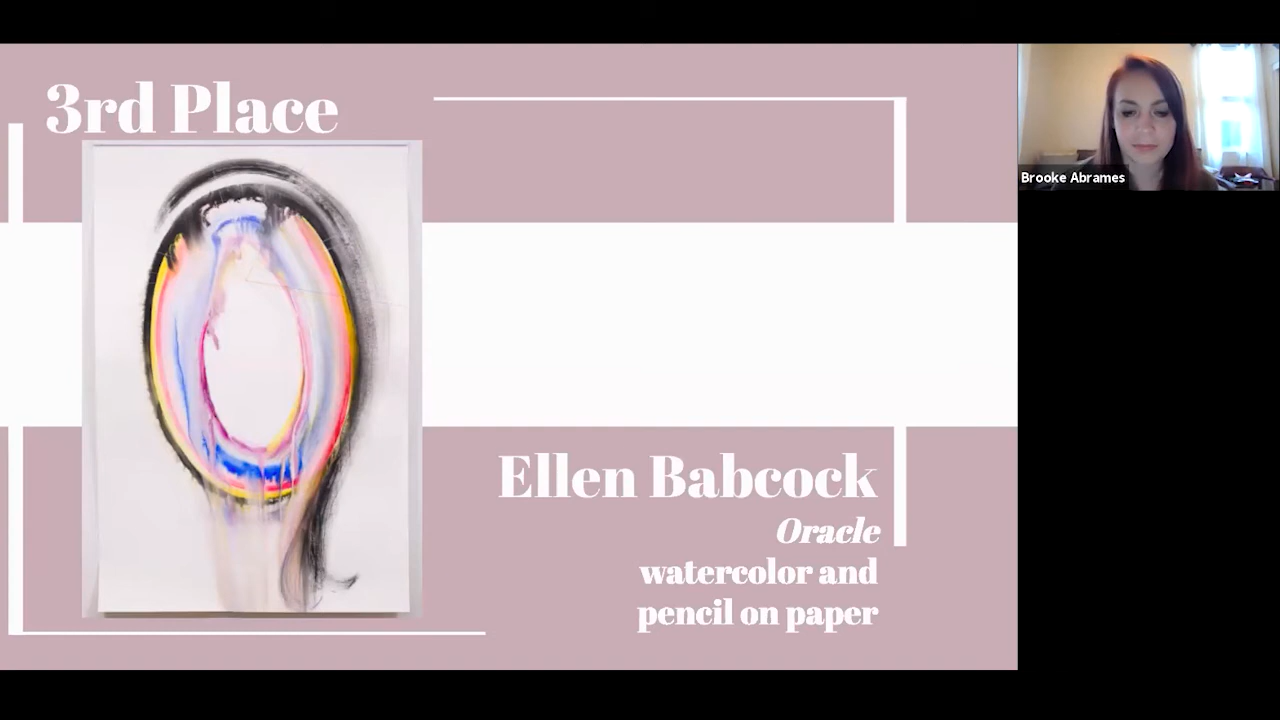 3rd Place
Brooke Abrames
Ellen Babcock
Oracle
watercolor and
pencil on paper